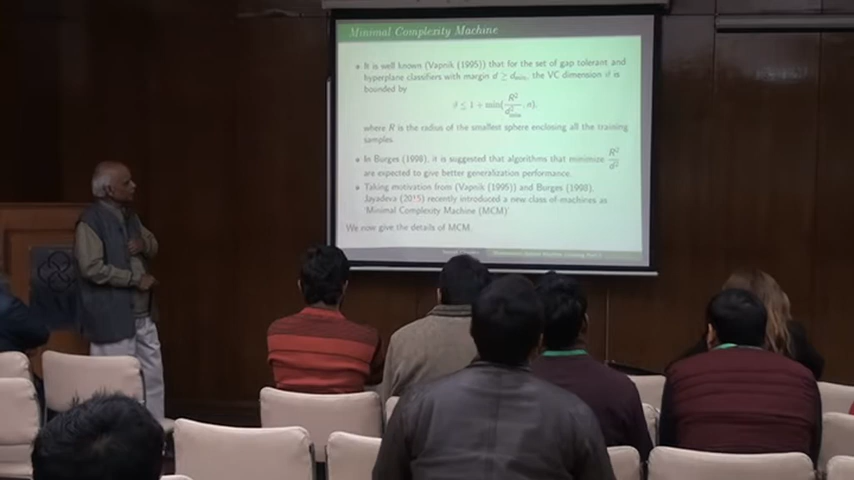 Minimal Complexity Machine
It is well known (Vapnik (1995)) that for the set of gap tolerant and
hyperplane classifiers with margin d ≥ dmin, the VC dimension ϑ is
bounded by
ϑ ≤ 1 + min(R²/d²min, n),
where R is the radius of the smallest sphere enclosing all the training
samples.
In Burges (1998), it is suggested that algorithms that minimize R²/d²
are expected to give better generalization performance.
Taking motivation from (Vapnik (1995)) and Burges (1998),
Jayadeva (2015) recently introduced a new class of machines as
'Minimal Complexity Machine (MCM)'
We now give the details of MCM.